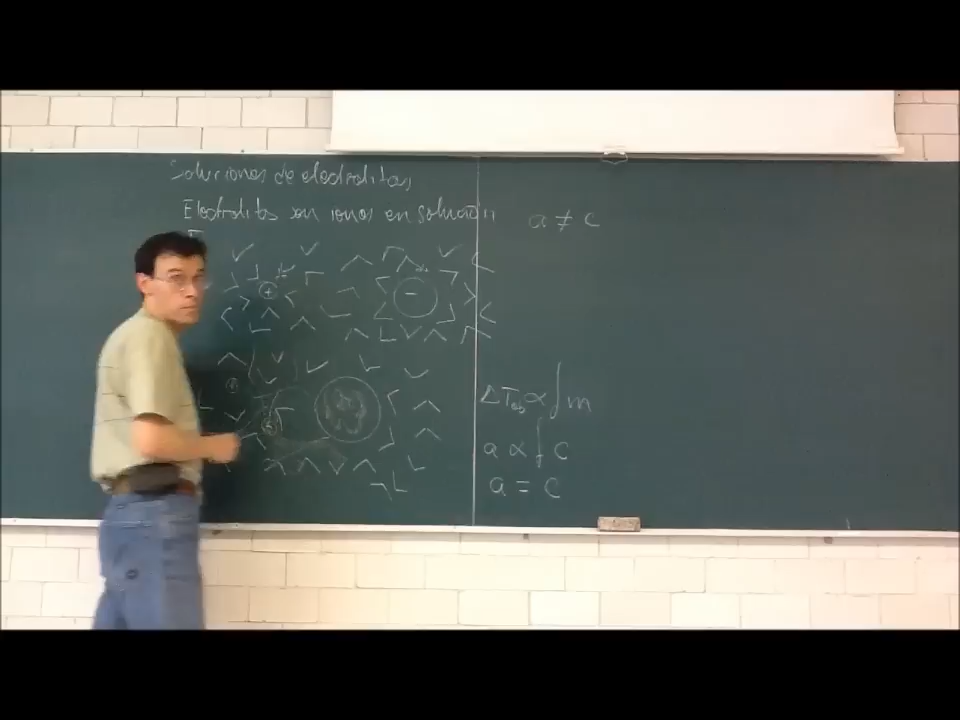 Soluciones de electrolitos
Electrolitos son iones en solución
a ≠ c
+
−
ΔTeb ∝ ∫ m
a ∝ ∫ c
a = c